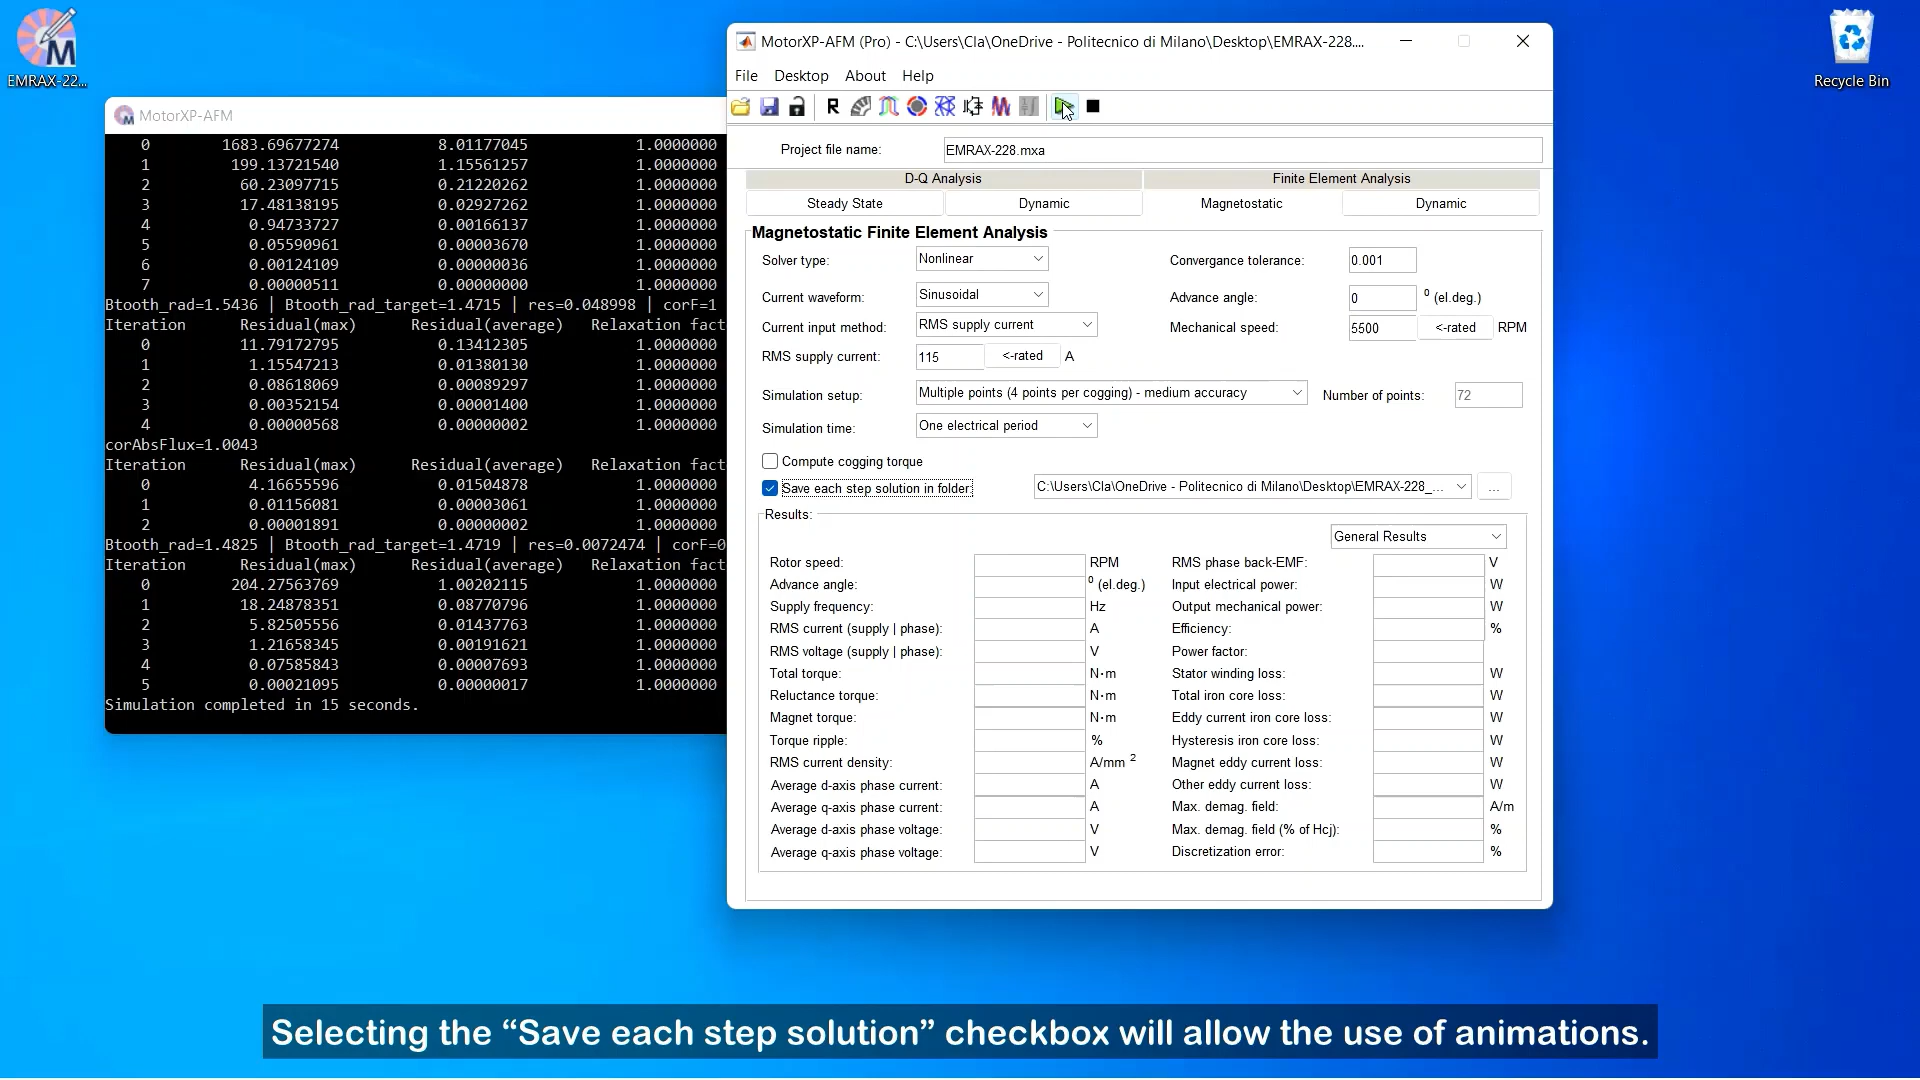 EMRAX-22...
Recycle Bin
MotorXP-AFM
0 1683.69677274 8.01177045 1.0000000
1 199.13721540 1.15561257 1.0000000
2 60.23097715 0.21220262 1.0000000
3 17.48138195 0.02927262 1.0000000
4 0.94733727 0.00166137 1.0000000
5 0.05590961 0.00003670 1.0000000
6 0.00124109 0.00000036 1.0000000
7 0.00000511 0.00000000 1.0000000
Btooth_rad=1.5436 | Btooth_rad_target=1.4715 | res=0.048998 | corF=1
Iteration Residual(max) Residual(average) Relaxation fact
0 11.79172795 0.13412305 1.0000000
1 1.15547213 0.01380130 1.0000000
2 0.08618069 0.00089297 1.0000000
3 0.00352154 0.00001400 1.0000000
4 0.00000568 0.00000002 1.0000000
corAbsFlux=1.0043
Iteration Residual(max) Residual(average) Relaxation fact
0 4.16655596 0.01504878 1.0000000
1 0.01156081 0.00003061 1.0000000
2 0.00001891 0.00000002 1.0000000
Btooth_rad=1.4825 | Btooth_rad_target=1.4719 | res=0.0072474 | corF=0
Iteration Residual(max) Residual(average) Relaxation fact
0 204.27563769 1.00202115 1.0000000
1 18.24878351 0.08770796 1.0000000
2 5.82505556 0.01437763 1.0000000
3 1.21658345 0.00191621 1.0000000
4 0.07585843 0.00007693 1.0000000
5 0.00021095 0.00000017 1.0000000
Simulation completed in 15 seconds.
MotorXP-AFM (Pro) - C:\Users\Cla\OneDrive - Politecnico di Milano\Desktop\EMRAX-228....
File Desktop About Help
R
Project file name: EMRAX-228.mxa
D-Q Analysis Finite Element Analysis
Steady State Dynamic Magnetostatic Dynamic
Magnetostatic Finite Element Analysis
Solver type: Nonlinear Convergance tolerance: 0.001
Current waveform: Sinusoidal Advance angle: 0 0 (el.deg.)
Current input method: RMS supply current Mechanical speed: 5500 <-rated RPM
RMS supply current: 115 <-rated A
Simulation setup: Multiple points (4 points per cogging) - medium accuracy Number of points: 72
Simulation time: One electrical period
Compute cogging torque
Save each step solution in folder: C:\Users\Cla\OneDrive - Politecnico di Milano\Desktop\EMRAX-228_... ...
Results:
General Results
Rotor speed: RPM RMS phase back-EMF: V
Advance angle: 0 (el.deg.) Input electrical power: W
Supply frequency: Hz Output mechanical power: W
RMS current (supply | phase): A Efficiency: %
RMS voltage (supply | phase): V Power factor:
Total torque: N·m Stator winding loss: W
Reluctance torque: N·m Total iron core loss: W
Magnet torque: N·m Eddy current iron core loss: W
Torque ripple: % Hysteresis iron core loss: W
RMS current density: A/mm 2 Magnet eddy current loss: W
Average d-axis phase current: A Other eddy current loss: W
Average q-axis phase current: A Max. demag. field: A/m
Average d-axis phase voltage: V Max. demag. field (% of Hcj): %
Average q-axis phase voltage: V Discretization error: %
Selecting the “Save each step solution” checkbox will allow the use of animations.